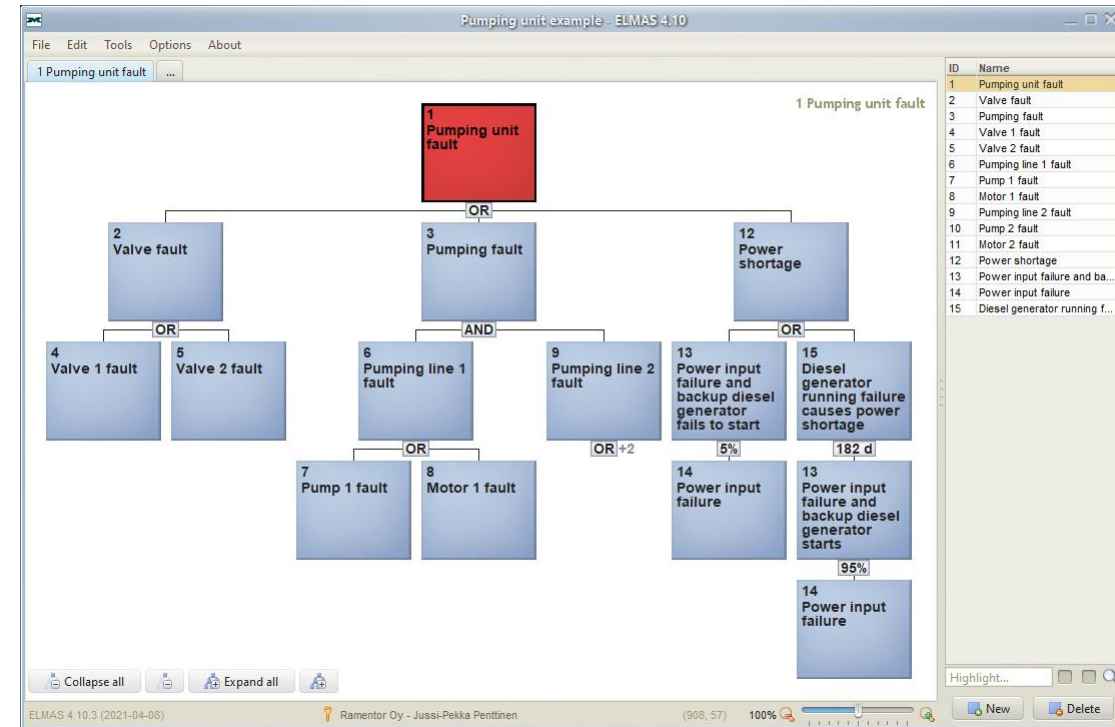 Pumping unit example - ELMAS 4.10
File Edit Tools Options About
1 Pumping unit fault ...
1 Pumping unit fault
1
Pumping unit
fault
OR
2
Valve fault
3
Pumping fault
12
Power
shortage
OR
AND
OR
4
Valve 1 fault
5
Valve 2 fault
6
Pumping line 1
fault
9
Pumping line 2
fault
13
Power input
failure and
backup diesel
generator
fails to start
15
Diesel
generator
running failure
causes power
shortage
OR
OR +2
5%
182 d
7
Pump 1 fault
8
Motor 1 fault
14
Power input
failure
13
Power input
failure and
backup diesel
generator
starts
95%
14
Power input
failure
Collapse all
Expand all
ELMAS 4.10.3 (2021-04-08)
Ramentor Oy - Jussi-Pekka Penttinen
(908, 57)
100%
ID Name
1 Pumping unit fault
2 Valve fault
3 Pumping fault
4 Valve 1 fault
5 Valve 2 fault
6 Pumping line 1 fault
7 Pump 1 fault
8 Motor 1 fault
9 Pumping line 2 fault
10 Pump 2 fault
11 Motor 2 fault
12 Power shortage
13 Power input failure and ba...
14 Power input failure
15 Diesel generator running f...
Highlight...
New
Delete